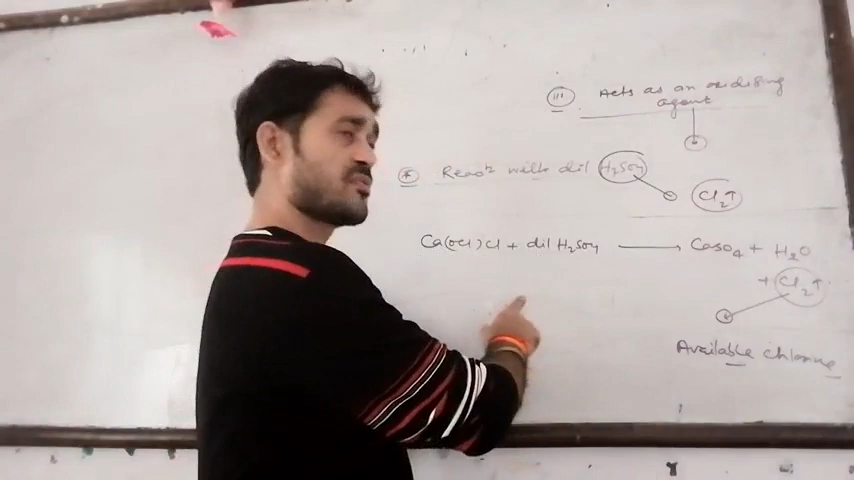 (iii) Acts as an oxidising
agent
* Reacn with dil H2SO4 Cl2↑
Ca(OCl)Cl + dil H2SO4 → CaSO4 + H2O
+ Cl2↑
Available chlorine